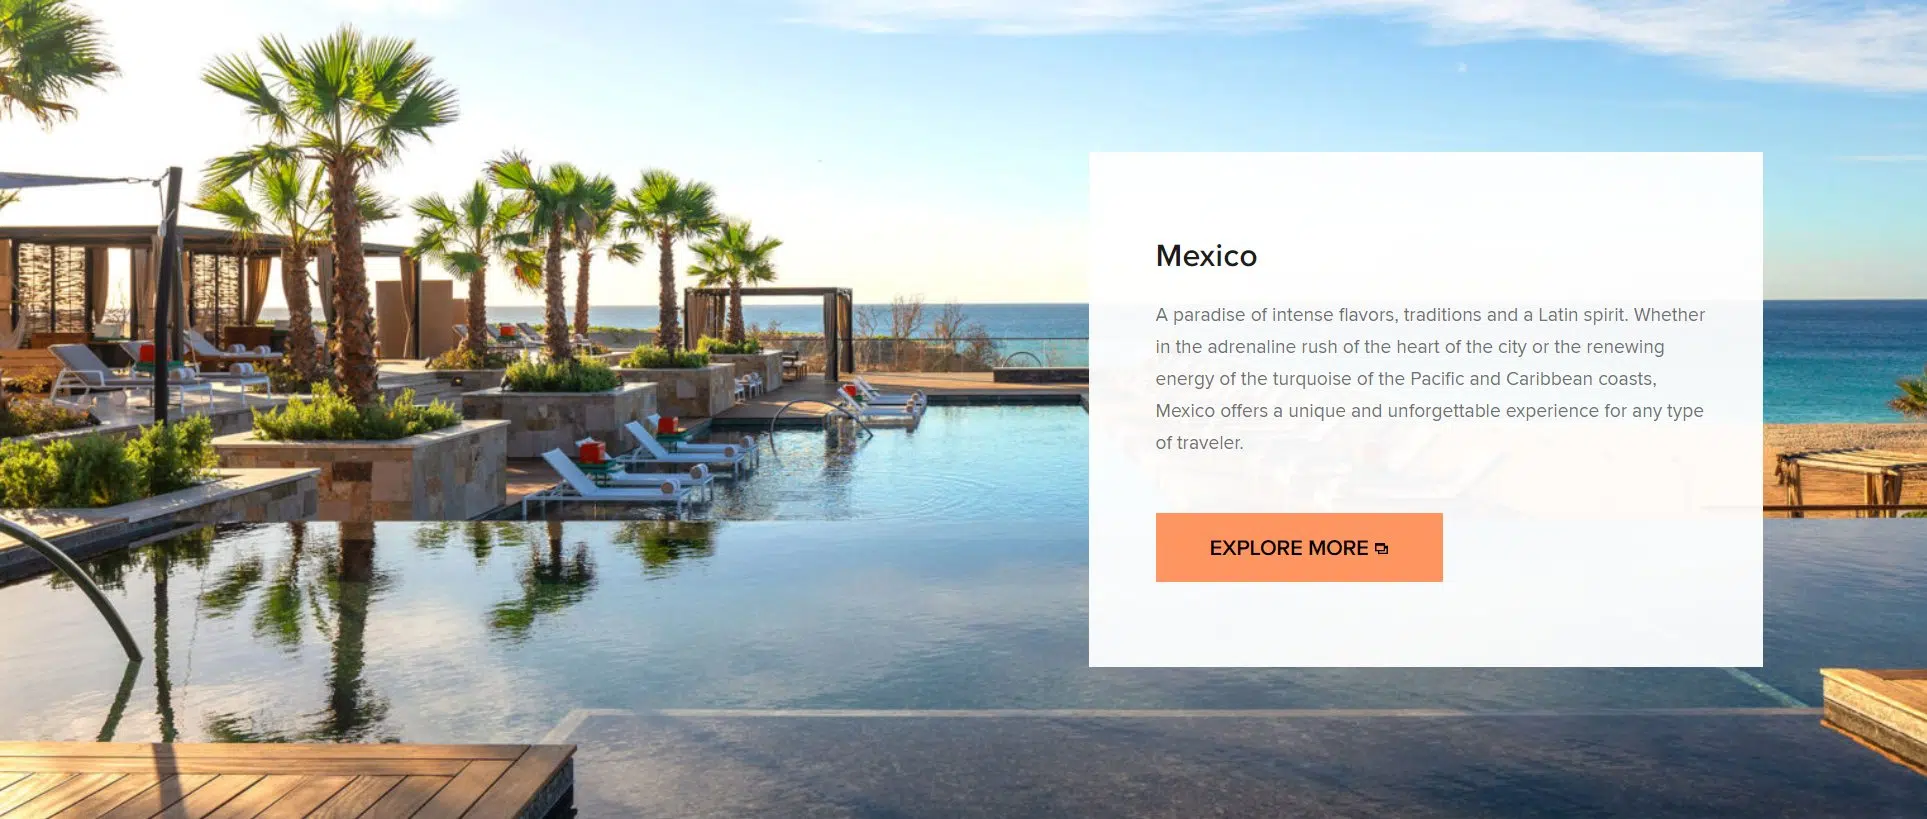 Mexico
A paradise of intense flavors, traditions and a Latin spirit. Whether
in the adrenaline rush of the heart of the city or the renewing
energy of the turquoise of the Pacific and Caribbean coasts,
Mexico offers a unique and unforgettable experience for any type
of traveler.
EXPLORE MORE